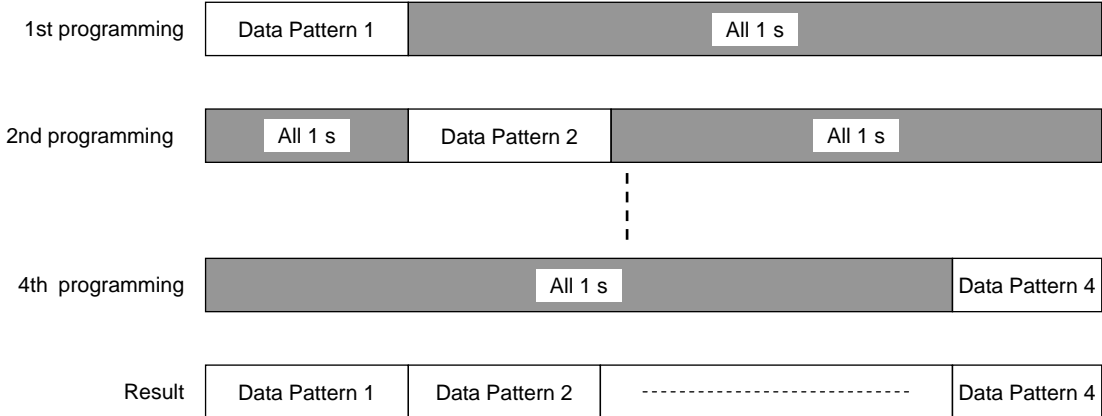 1st programming Data Pattern 1 All 1 s
2nd programming All 1 s Data Pattern 2 All 1 s
4th programming All 1 s Data Pattern 4
Result Data Pattern 1 Data Pattern 2 Data Pattern 4